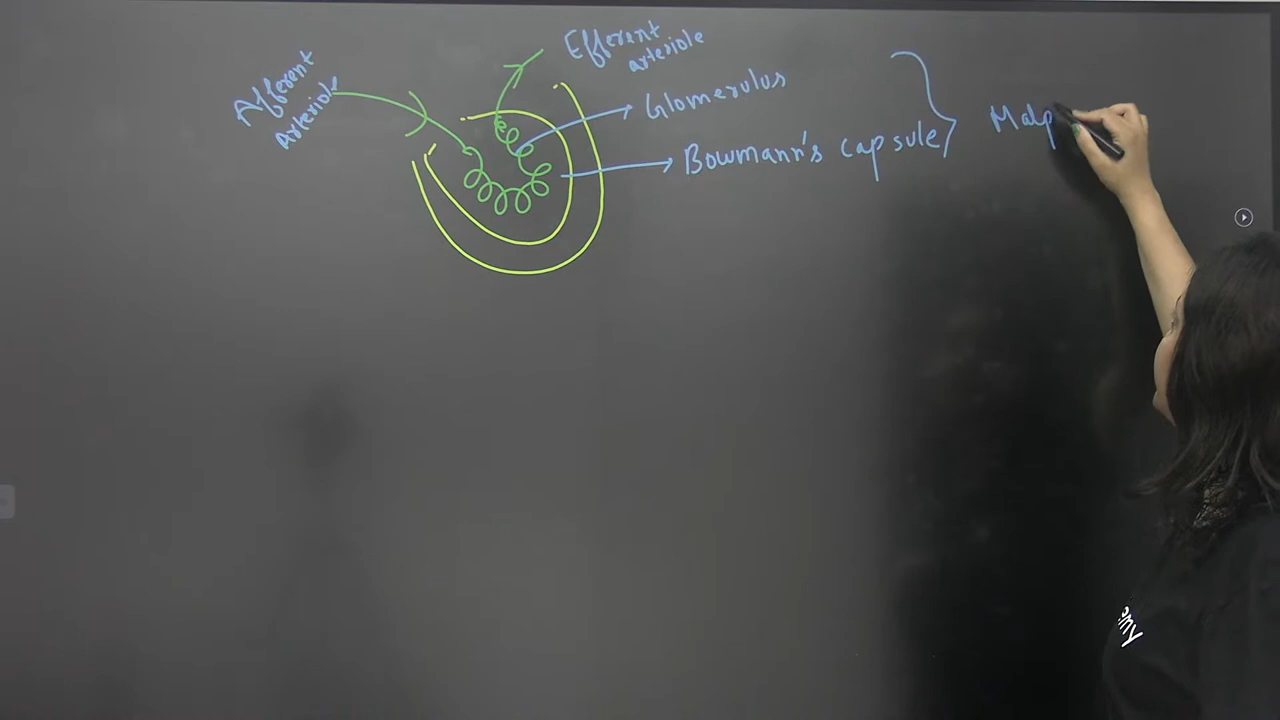 Afferent
arteriole
Efferent
arteriole
Glomerulus
Bowmann's capsule
Malp